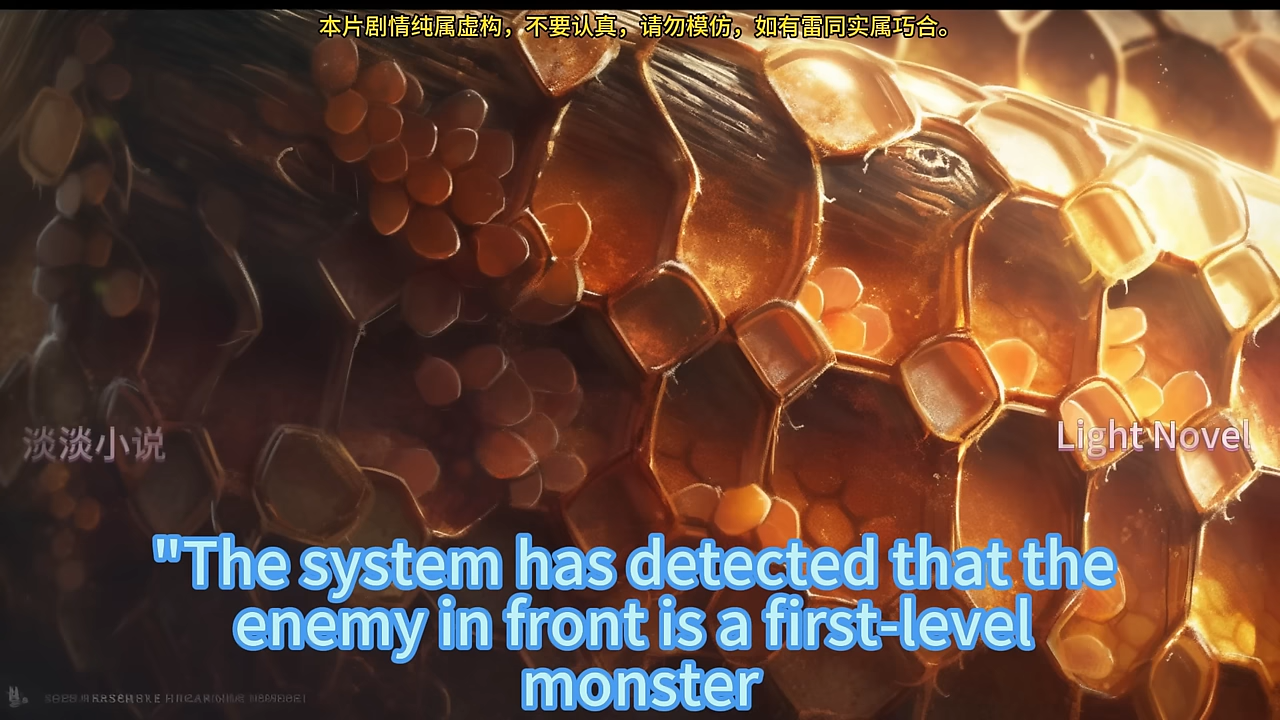 本片剧情纯属虚构，不要认真，请勿模仿，如有雷同实属巧合。
淡淡小说
Light Novel
"The system has detected that the
enemy in front is a first-level
monster